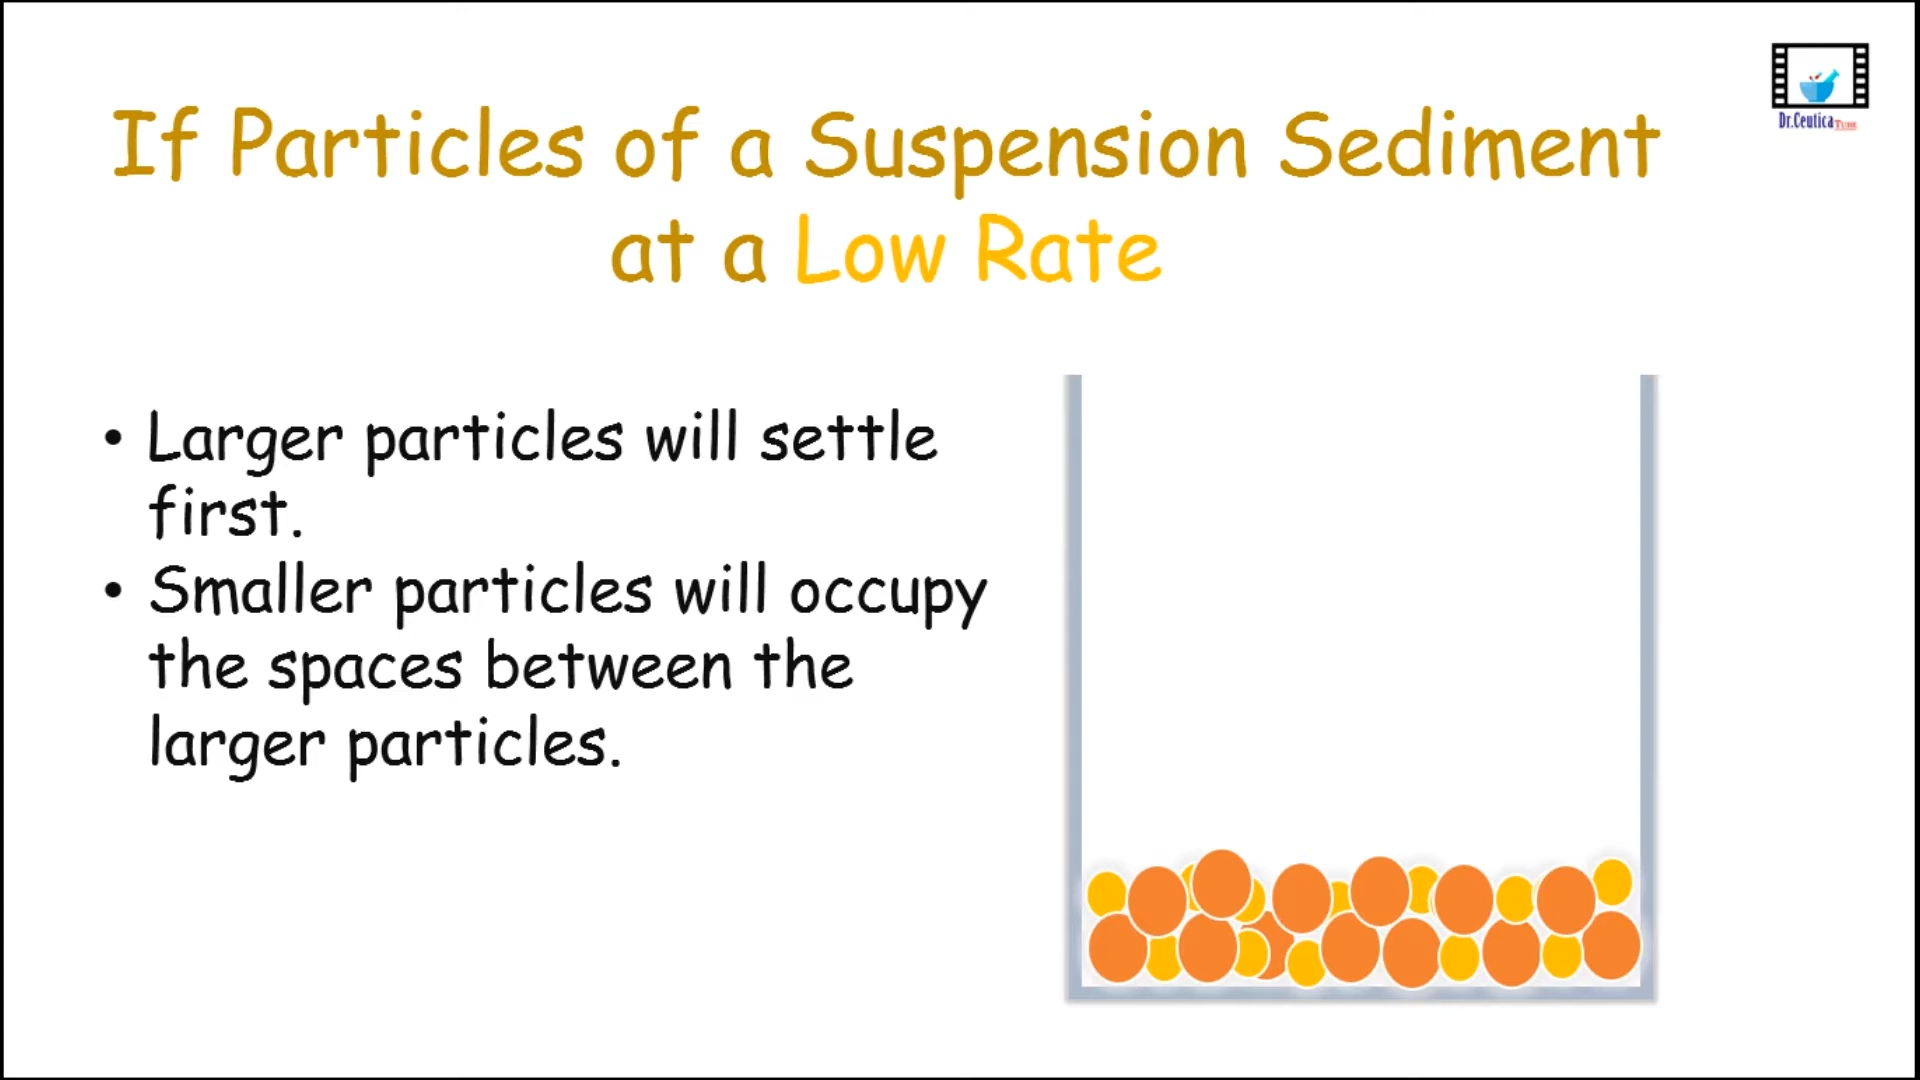 Dr.Ceutica Tube
If Particles of a Suspension Sediment
at a Low Rate
• Larger particles will settle
first.
• Smaller particles will occupy
the spaces between the
larger particles.